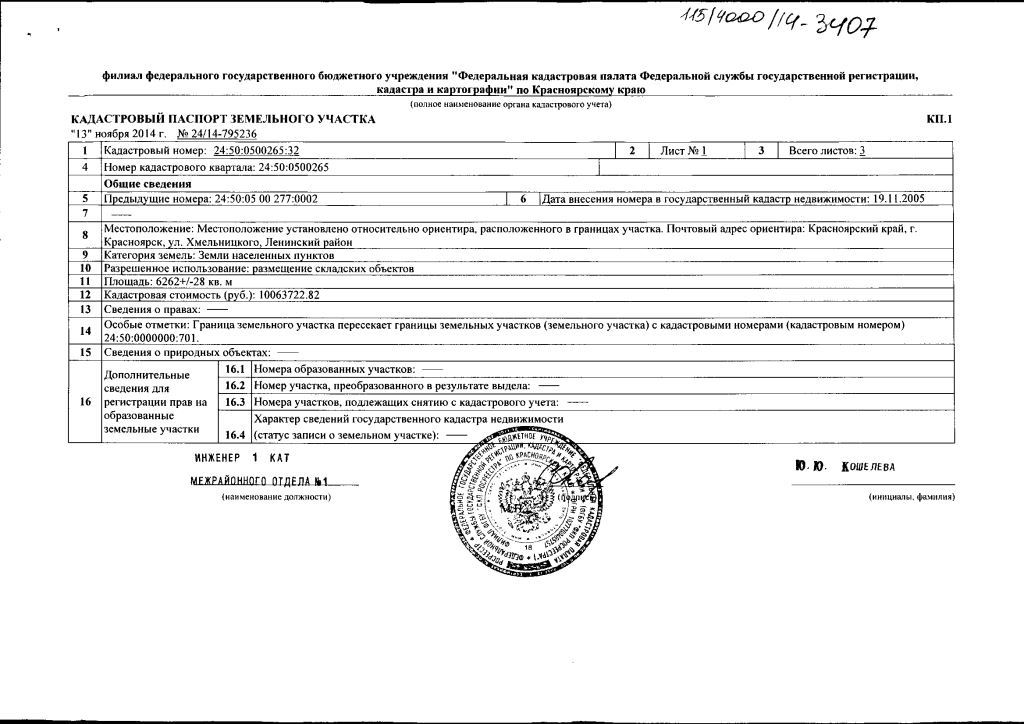 115/4000/14-3407
филиал федерального государственного бюджетного учреждения "Федеральная кадастровая палата Федеральной службы государственной регистрации,
кадастра и картографии" по Красноярскому краю
(полное наименование органа кадастрового учета)
КАДАСТРОВЫЙ ПАСПОРТ ЗЕМЕЛЬНОГО УЧАСТКА КП.1
"13" ноября 2014 г. № 24/14-795236
1 Кадастровый номер: 24:50:0500265:32 2 Лист № 1 3 Всего листов: 3
4 Номер кадастрового квартала: 24:50:0500265
Общие сведения
5 Предыдущие номера: 24:50:05 00 277:0002 6 Дата внесения номера в государственный кадастр недвижимости: 19.11.2005
7 ——
8 Местоположение: Местоположение установлено относительно ориентира, расположенного в границах участка. Почтовый адрес ориентира: Красноярский край, г.
Красноярск, ул. Хмельницкого, Ленинский район
9 Категория земель: Земли населенных пунктов
10 Разрешенное использование: размещение складских объектов
11 Площадь: 6262+/-28 кв. м
12 Кадастровая стоимость (руб.): 10063722.82
13 Сведения о правах: ——
14 Особые отметки: Граница земельного участка пересекает границы земельных участков (земельного участка) с кадастровыми номерами (кадастровым номером)
24:50:0000000:701.
15 Сведения о природных объектах: ——
16 Дополнительные
сведения для
регистрации прав на
образованные
земельные участки
16.1 Номера образованных участков: ——
16.2 Номер участка, преобразованного в результате выдела: ——
16.3 Номера участков, подлежащих снятию с кадастрового учета: ——
Характер сведений государственного кадастра недвижимости
16.4 (статус записи о земельном участке): ——
ИНЖЕНЕР 1 КАТ
МЕЖРАЙОННОГО ОТДЕЛА №1
(наименование должности)
М.П.
(подпись)
18
Ю.Ю. КОШЕЛЕВА
(инициалы, фамилия)